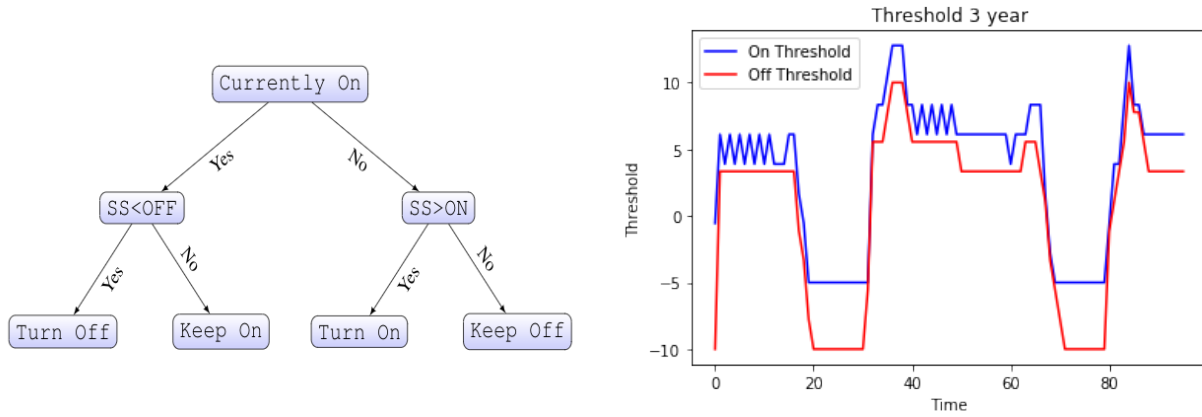 Currently On
Yes
No
SS<OFF
SS>ON
Yes
No
Yes
No
Turn Off
Keep On
Turn On
Keep Off
Threshold 3 year
On Threshold
Off Threshold
Threshold
10
5
0
−5
−10
0
20
40
60
80
Time